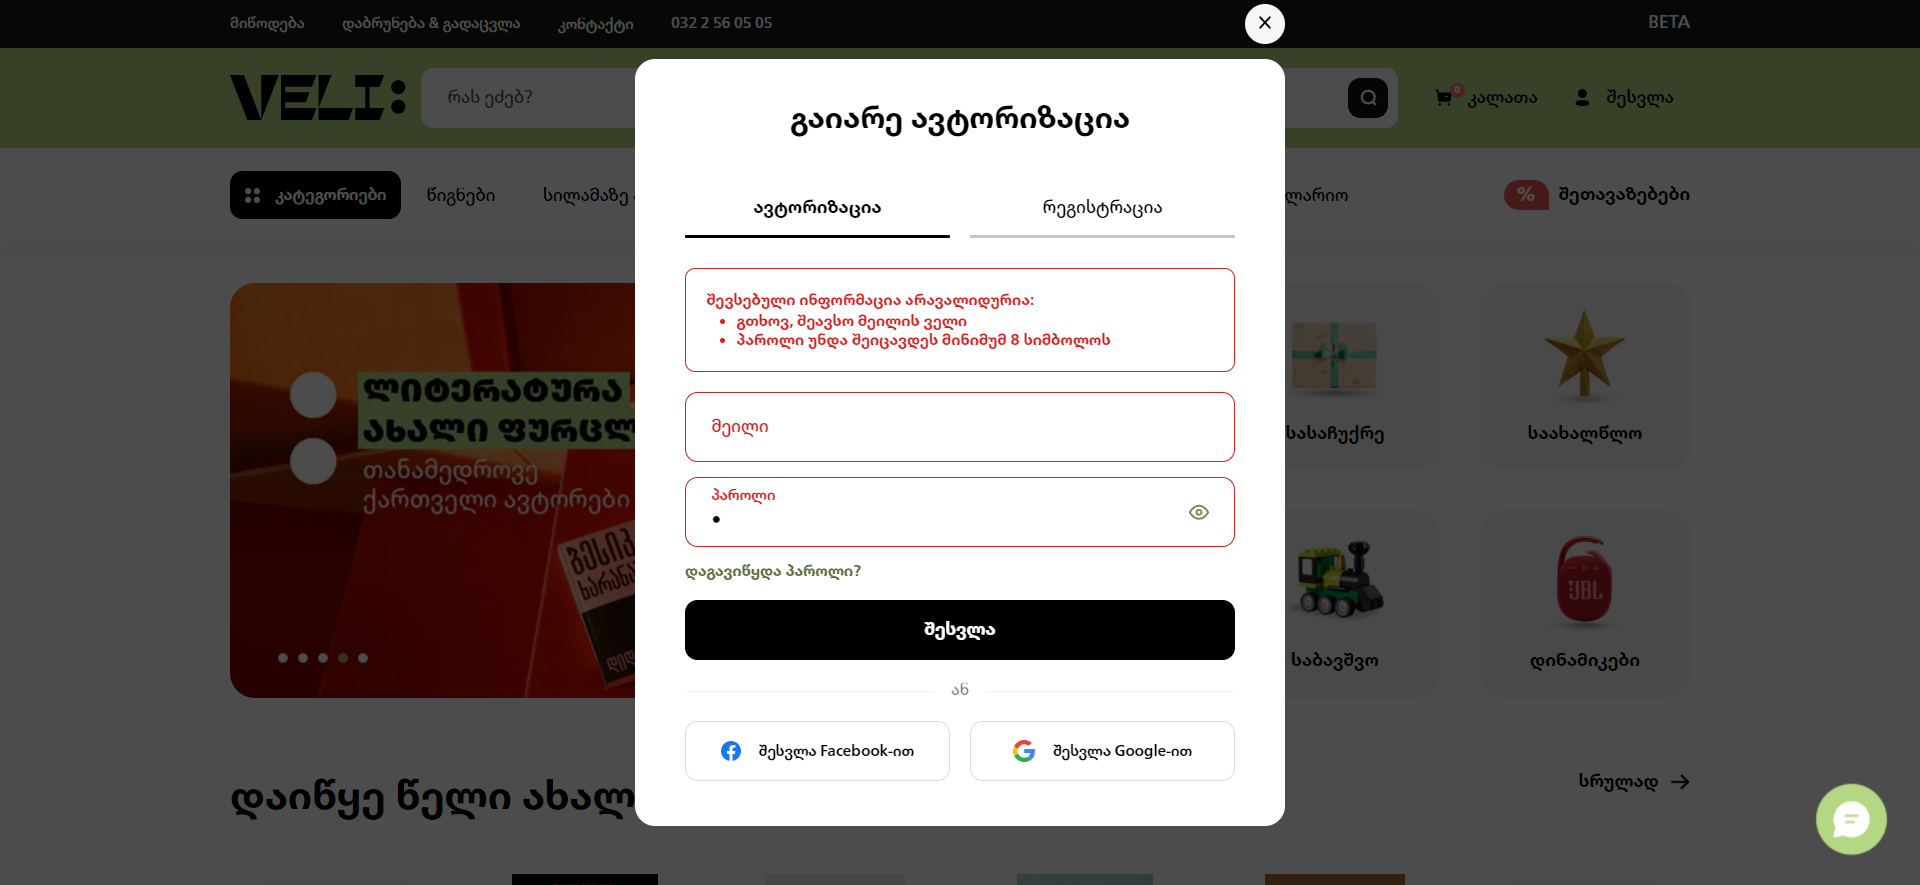 მიწოდება
დაბრუნება & გადაცვლა
კონტაქტი
032 2 56 05 05
BETA
VELI:
რას ეძებ?
0
კალათა
შესვლა
კატეგორიები
წიგნები
სილამაზე
ლარიო
%
შეთავაზებები
გაიარე ავტორიზაცია
ავტორიზაცია
რეგისტრაცია
შევსებული ინფორმაცია არავალიდურია:
• გთხოვ, შეავსო მეილის ველი
• პაროლი უნდა შეიცავდეს მინიმუმ 8 სიმბოლოს
მეილი
პაროლი
დაგავიწყდა პაროლი?
შესვლა
ან
შესვლა Facebook-ით
შესვლა Google-ით
ლიტერატურა
ახალი ფურცლ
თანამედროვე
ქართველი ავტორები
სასაჩუქრე
საახალწლო
JBL
საბავშვო
დინამიკები
დაიწყე წელი ახალ
სრულად